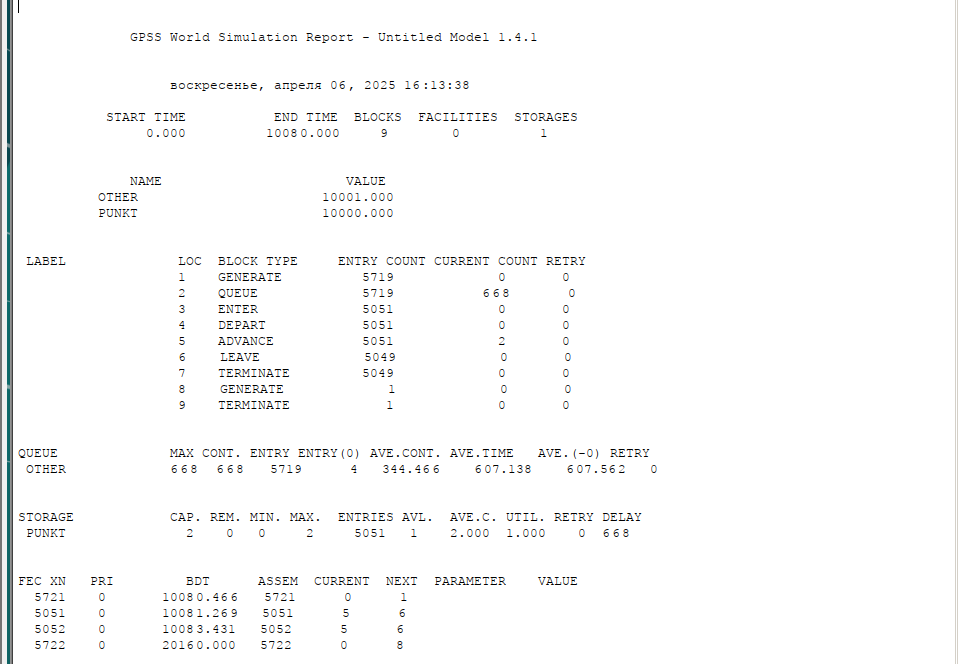 GPSS World Simulation Report - Untitled Model 1.4.1
воскресенье, апреля 06, 2025 16:13:38
START TIME END TIME BLOCKS FACILITIES STORAGES
0.000 10080.000 9 0 1
NAME VALUE
OTHER 10001.000
PUNKT 10000.000
LABEL LOC BLOCK TYPE ENTRY COUNT CURRENT COUNT RETRY
1 GENERATE 5719 0 0
2 QUEUE 5719 668 0
3 ENTER 5051 0 0
4 DEPART 5051 0 0
5 ADVANCE 5051 2 0
6 LEAVE 5049 0 0
7 TERMINATE 5049 0 0
8 GENERATE 1 0 0
9 TERMINATE 1 0 0
QUEUE MAX CONT. ENTRY ENTRY(0) AVE.CONT. AVE.TIME AVE.(-0) RETRY
OTHER 668 668 5719 4 344.466 607.138 607.562 0
STORAGE CAP. REM. MIN. MAX. ENTRIES AVL. AVE.C. UTIL. RETRY DELAY
PUNKT 2 0 0 2 5051 1 2.000 1.000 0 668
FEC XN PRI BDT ASSEM CURRENT NEXT PARAMETER VALUE
5721 0 10080.466 5721 0 1
5051 0 10081.269 5051 5 6
5052 0 10083.431 5052 5 6
5722 0 20160.000 5722 0 8